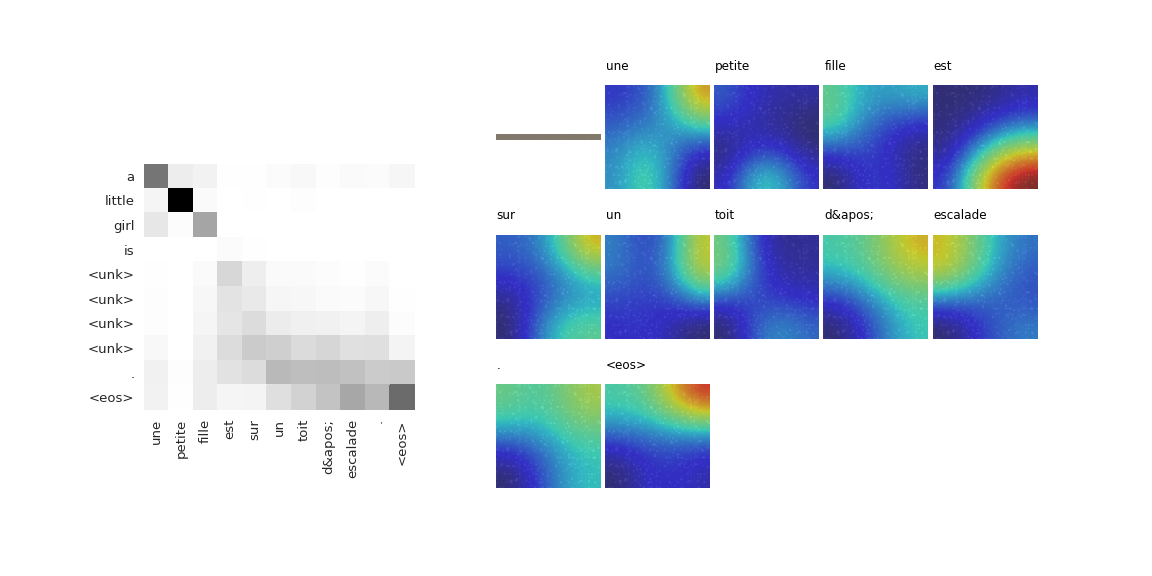 a
little
girl
is
<unk>
<unk>
<unk>
<unk>
.
<eos>
une
petite
fille
est
sur
un
toit
d&apos;
escalade
.
<eos>
une petite fille est
sur un toit d&apos; escalade
. <eos>